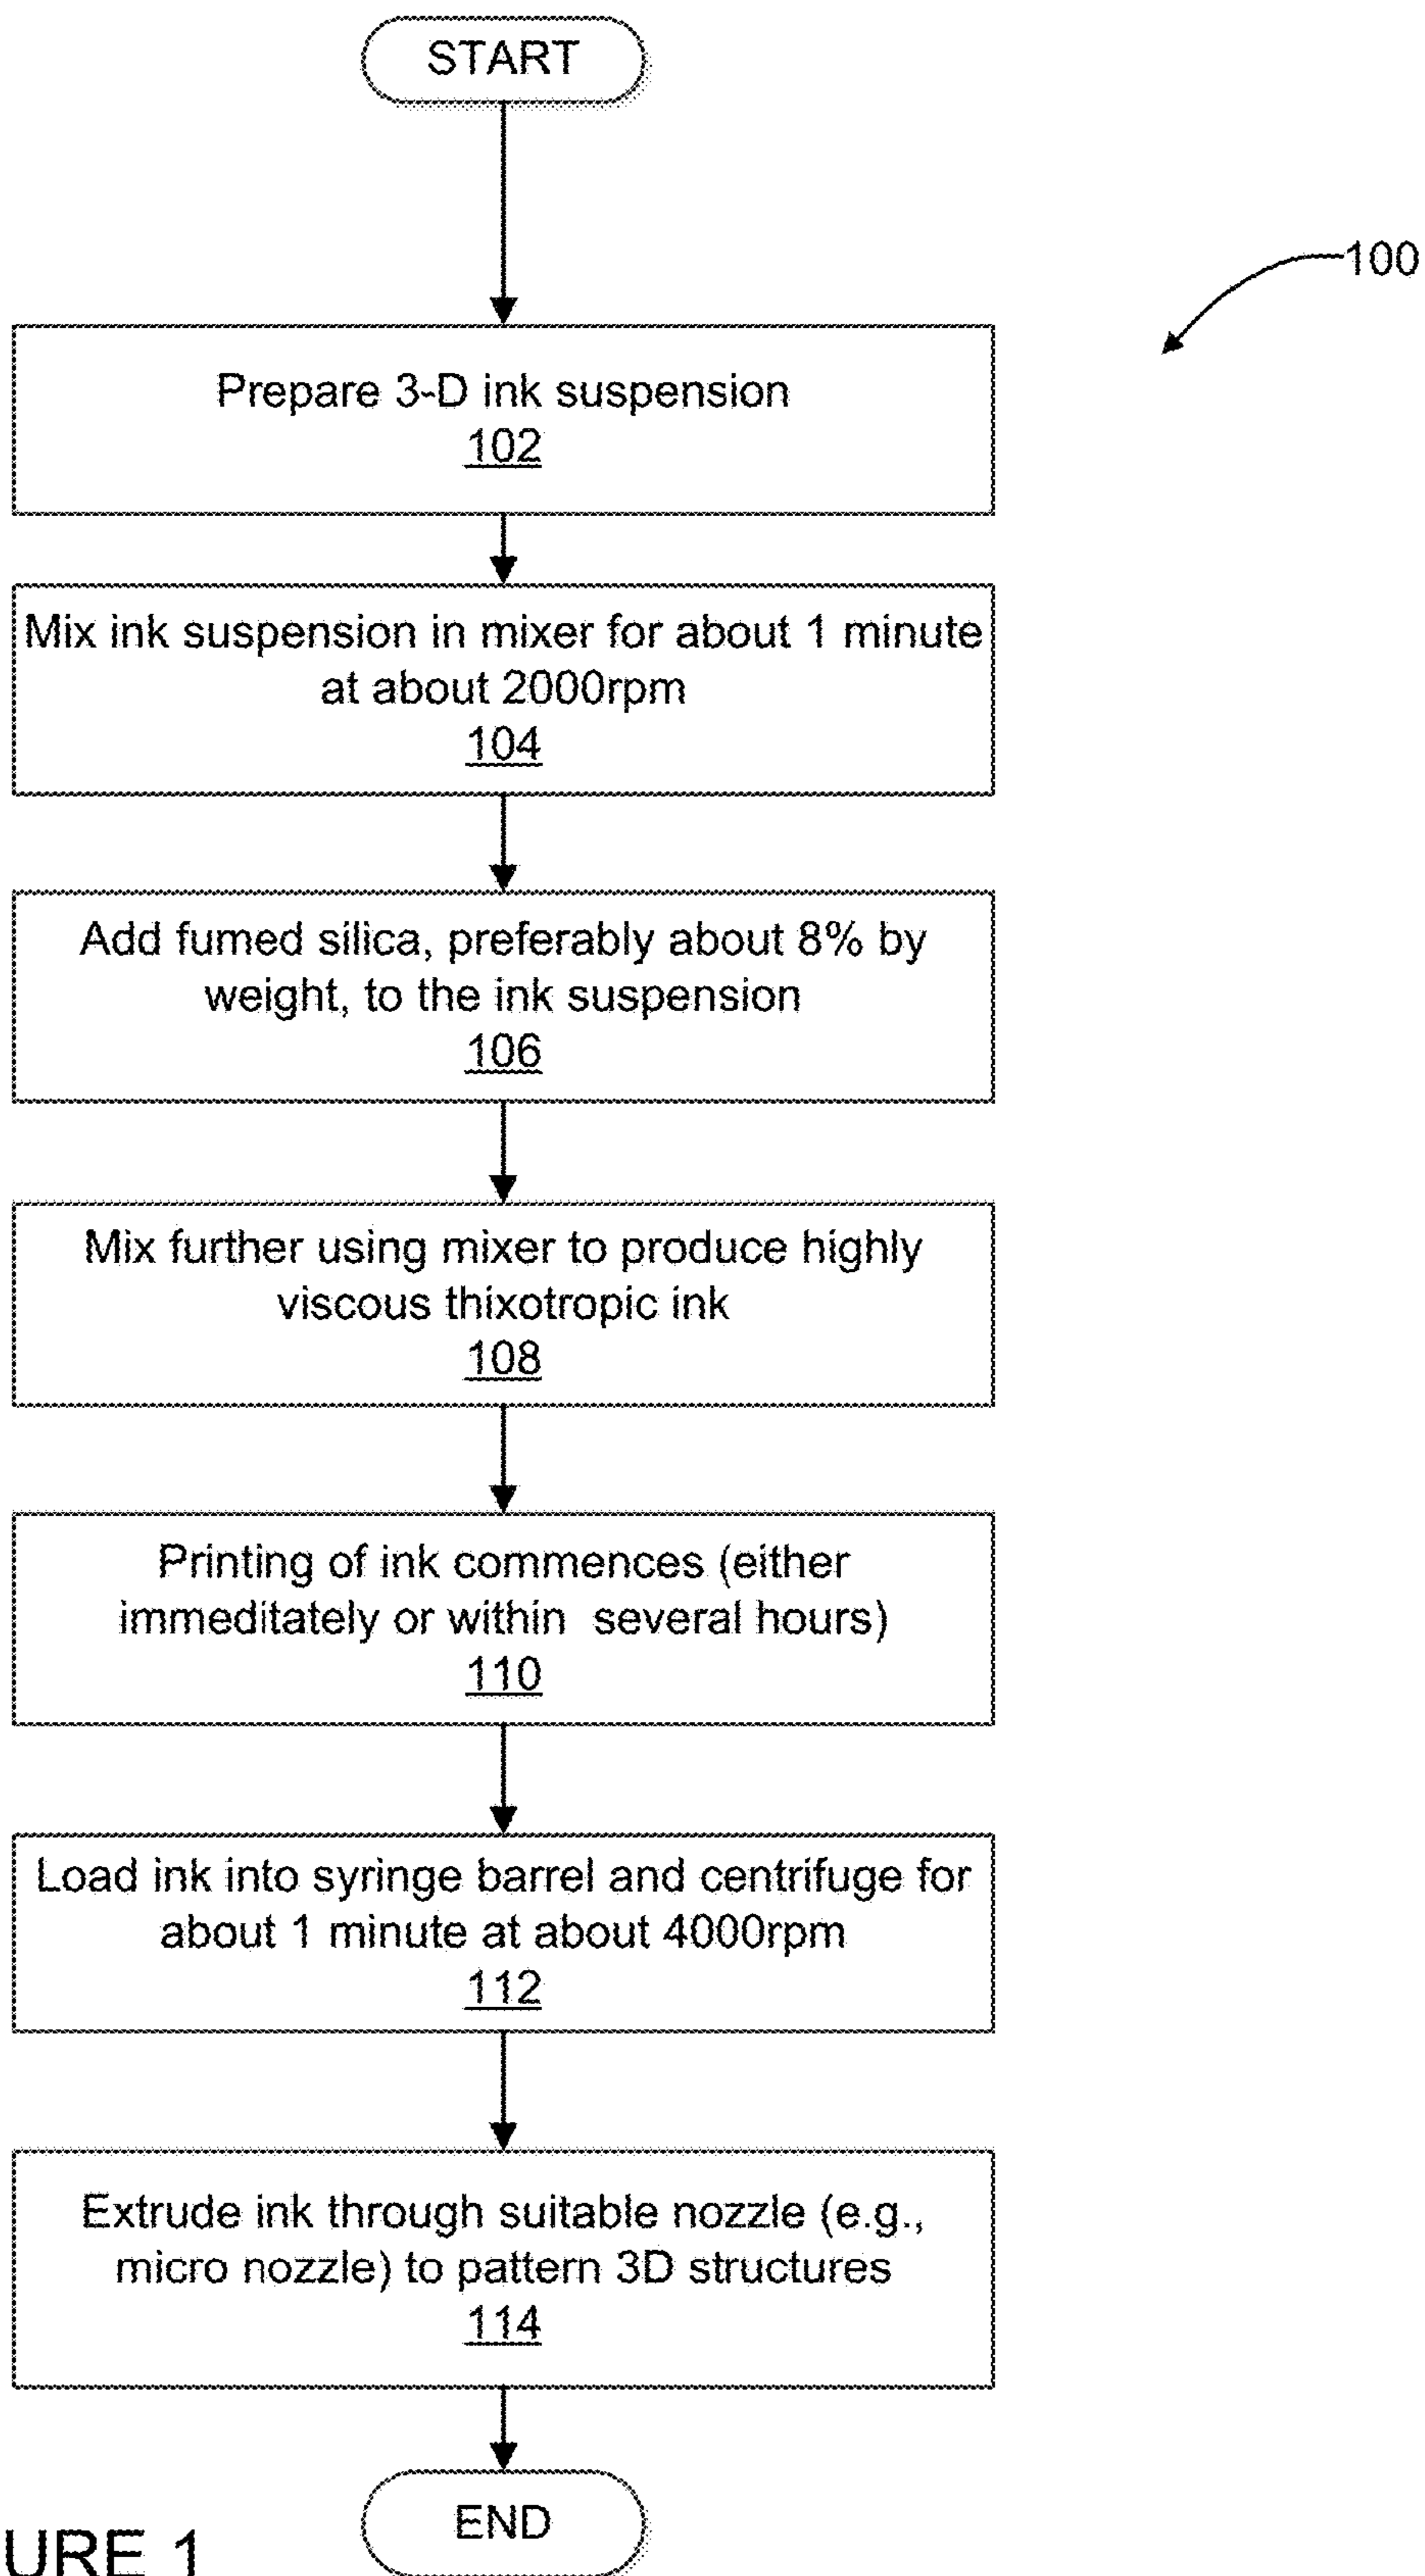 START
100
Prepare 3-D ink suspension
102
Mix ink suspension in mixer for about 1 minute
at about 2000rpm
104
Add fumed silica, preferably about 8% by
weight, to the ink suspension
106
Mix further using mixer to produce highly
viscous thixotropic ink
108
Printing of ink commences (either
immeditately or within several hours)
110
Load ink into syringe barrel and centrifuge for
about 1 minute at about 4000rpm
112
Extrude ink through suitable nozzle (e.g.,
micro nozzle) to pattern 3D structures
114
END
URE 1